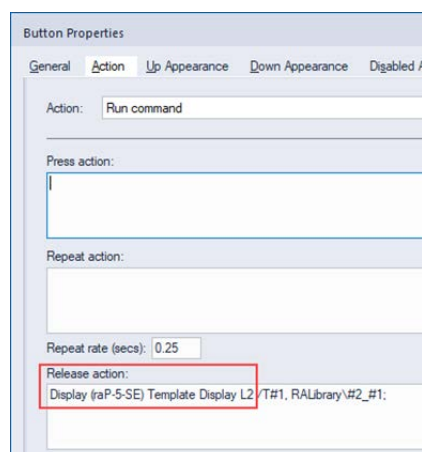 Button Properties
General Action Up Appearance Down Appearance Disabled A
Action: Run command
Press action:
Repeat action:
Repeat rate (secs): 0.25
Release action:
Display (raP-5-SE) Template Display L2 /T#1, RALibrary\#2_#1;